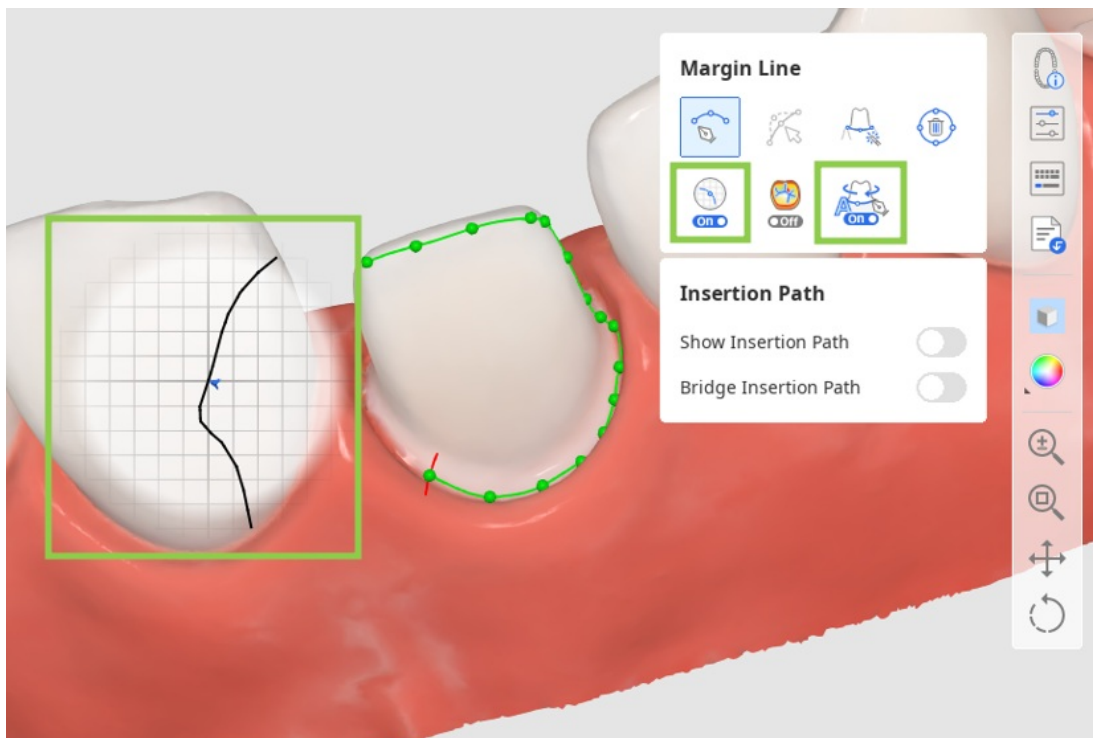 Margin Line
On
Off
A
On
Insertion Path
Show Insertion Path
Bridge Insertion Path